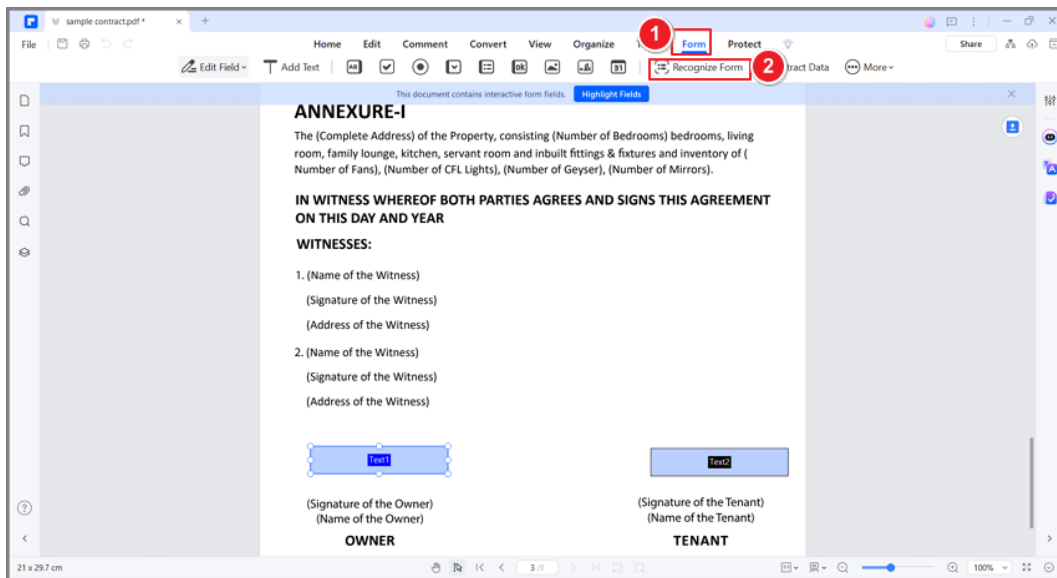 sample contract.pdf *
File
Home Edit Comment Convert View Organize Form Protect
Share
1
Edit Field
Add Text
Recognize Form
2
tract Data
More
This document contains interactive form fields. Highlight Fields
ANNEXURE-I
The (Complete Address) of the Property, consisting (Number of Bedrooms) bedrooms, living
room, family lounge, kitchen, servant room and inbuilt fittings & fixtures and inventory of (
Number of Fans), (Number of CFL Lights), (Number of Geyser), (Number of Mirrors).
IN WITNESS WHEREOF BOTH PARTIES AGREES AND SIGNS THIS AGREEMENT
ON THIS DAY AND YEAR
WITNESSES:
1. (Name of the Witness)
(Signature of the Witness)
(Address of the Witness)
2. (Name of the Witness)
(Signature of the Witness)
(Address of the Witness)
Text1 Text2
(Signature of the Owner) (Signature of the Tenant)
(Name of the Owner) (Name of the Tenant)
OWNER TENANT
21 x 29.7 cm
3 /3
100%